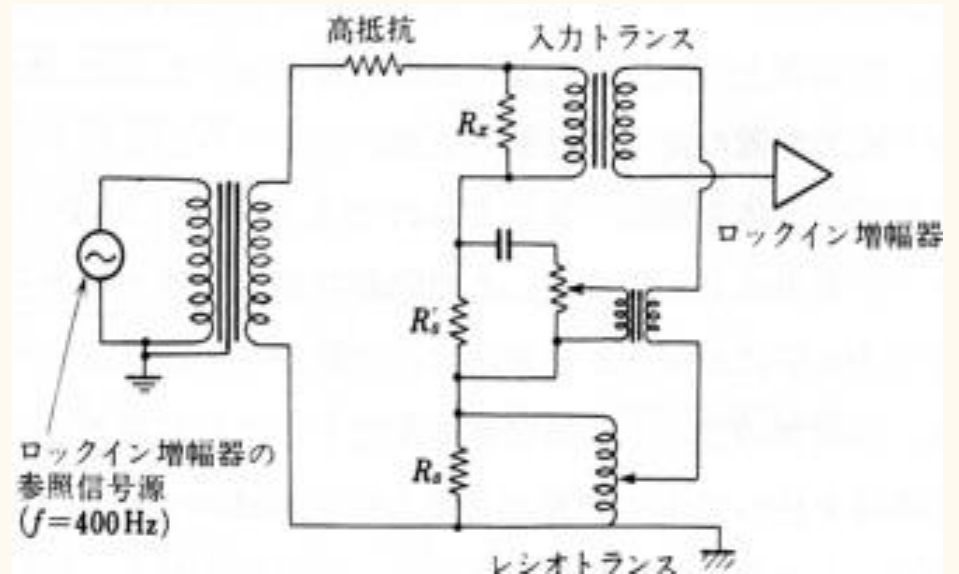 高抵抗
入力トランス
Rx
ロックイン増幅器
R's
Rs
ロックイン増幅器の
参照信号源
(f=400Hz)
レシオトランス